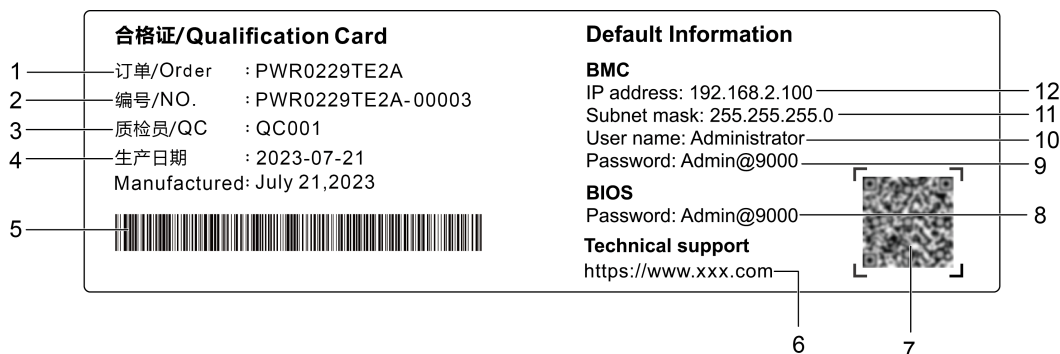 合格证/Qualification Card
1 订单/Order : PWR0229TE2A
2 编号/NO. : PWR0229TE2A-00003
3 质检员/QC : QC001
4 生产日期 : 2023-07-21
Manufactured: July 21,2023
5
Default Information
BMC
IP address: 192.168.2.100 12
Subnet mask: 255.255.255.0 11
User name: Administrator 10
Password: Admin@9000 9
BIOS
Password: Admin@9000 8
Technical support
https://www.xxx.com
6
7